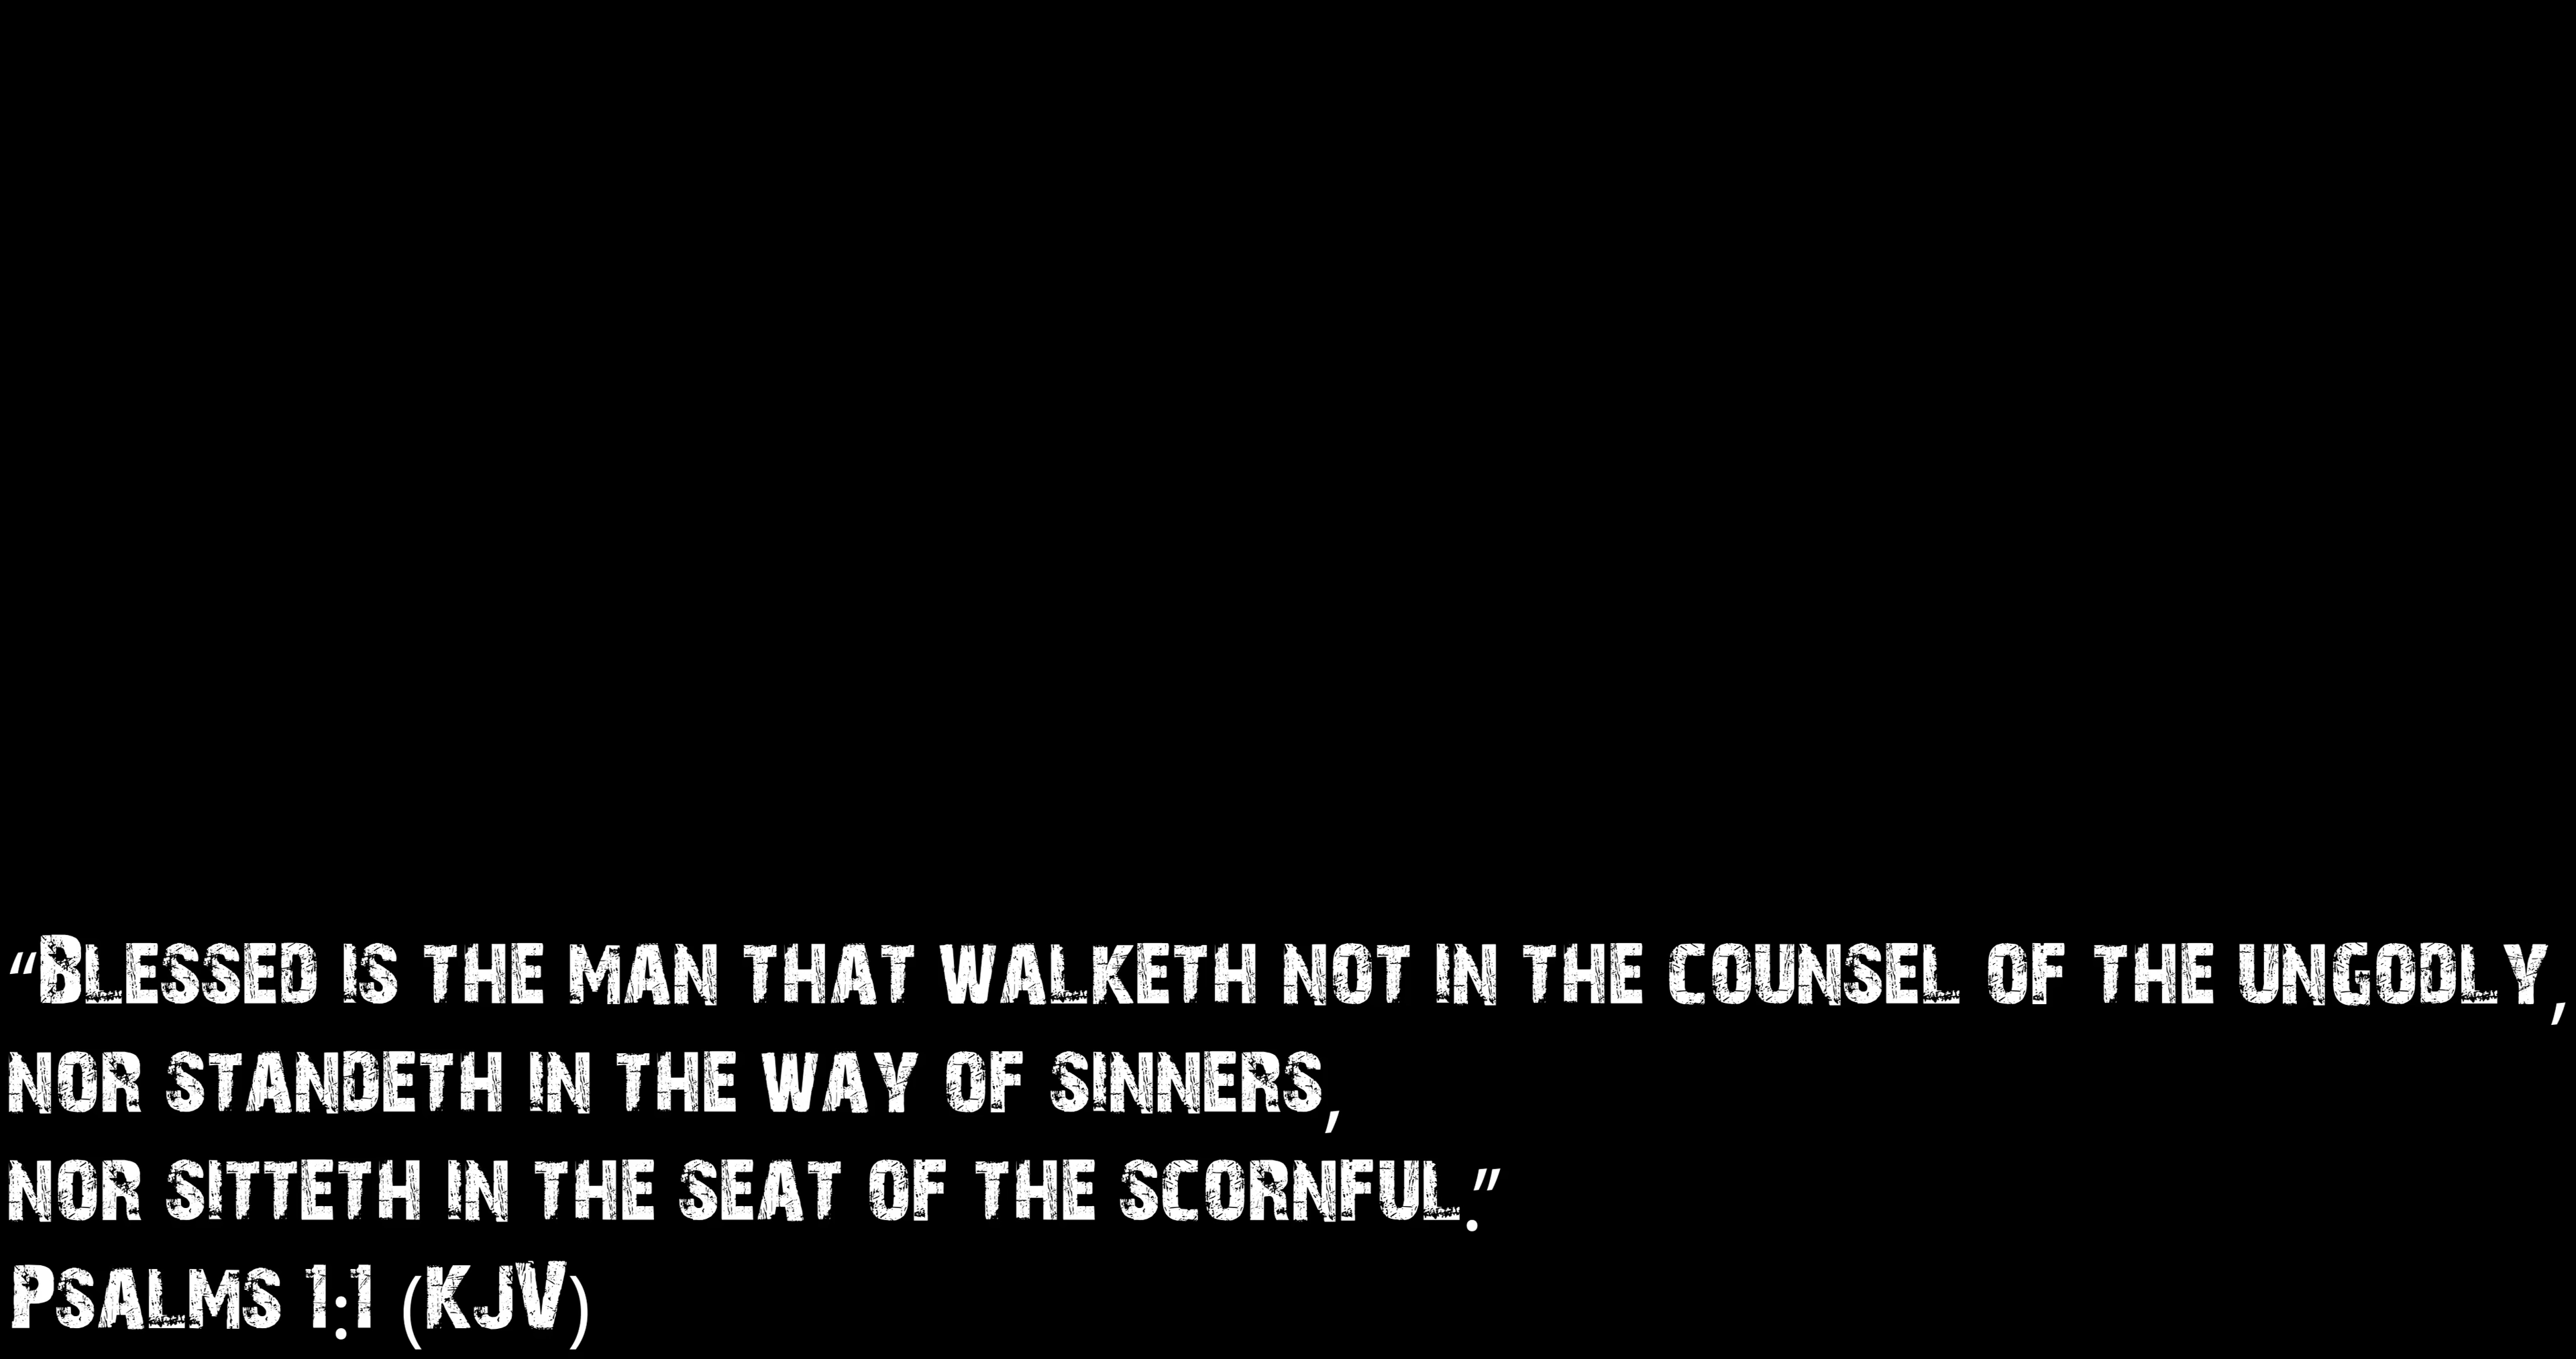 “Blessed is the man that walketh not in the counsel of the ungodly,
nor standeth in the way of sinners,
nor sitteth in the seat of the scornful.”
Psalms 1:1 (KJV)